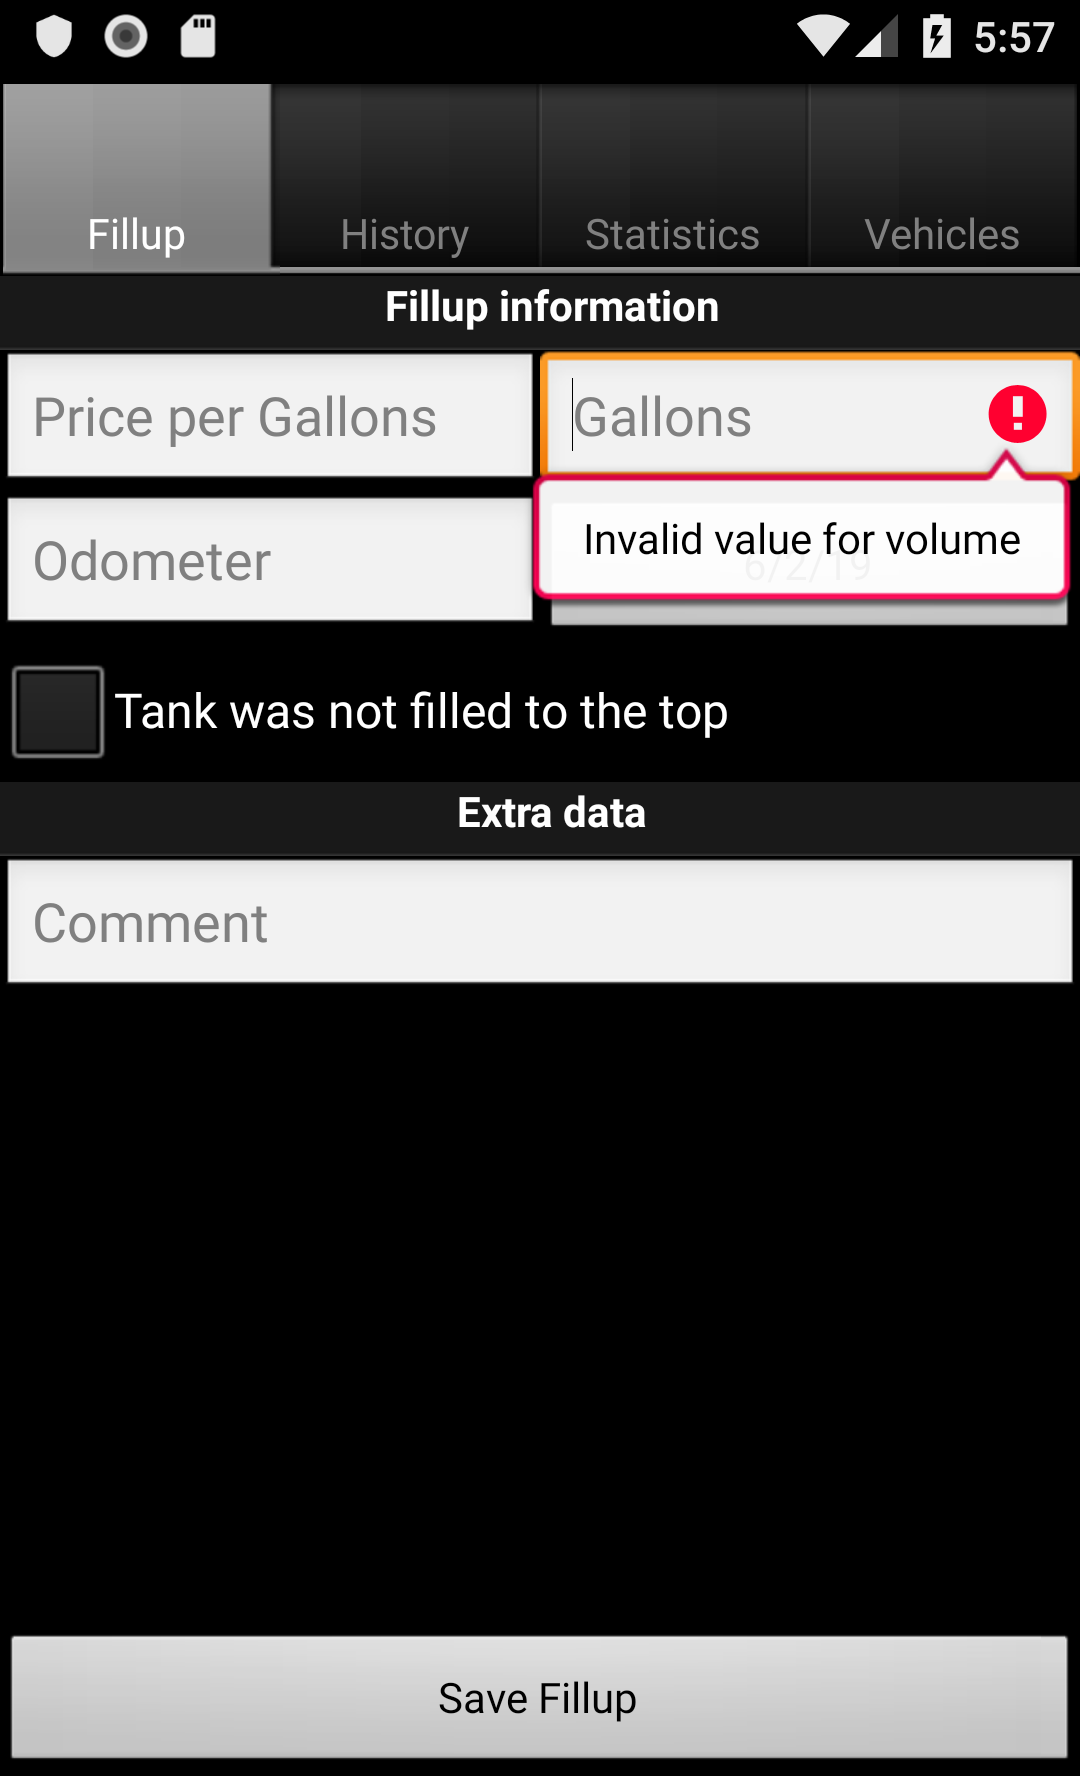 5:57
Fillup History Statistics Vehicles
Fillup information
Price per Gallons Gallons
Invalid value for volume
Odometer 6/2/19
Tank was not filled to the top
Extra data
Comment
Save Fillup